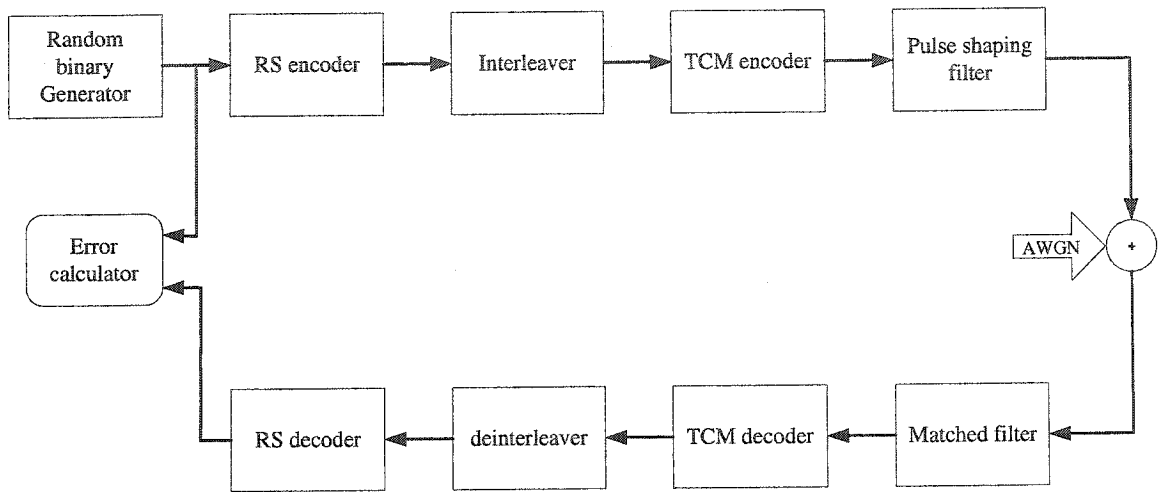 Random
binary
Generator
RS encoder
Interleaver
TCM encoder
Pulse shaping
filter
Error
calculator
AWGN
+
RS decoder
deinterleaver
TCM decoder
Matched filter